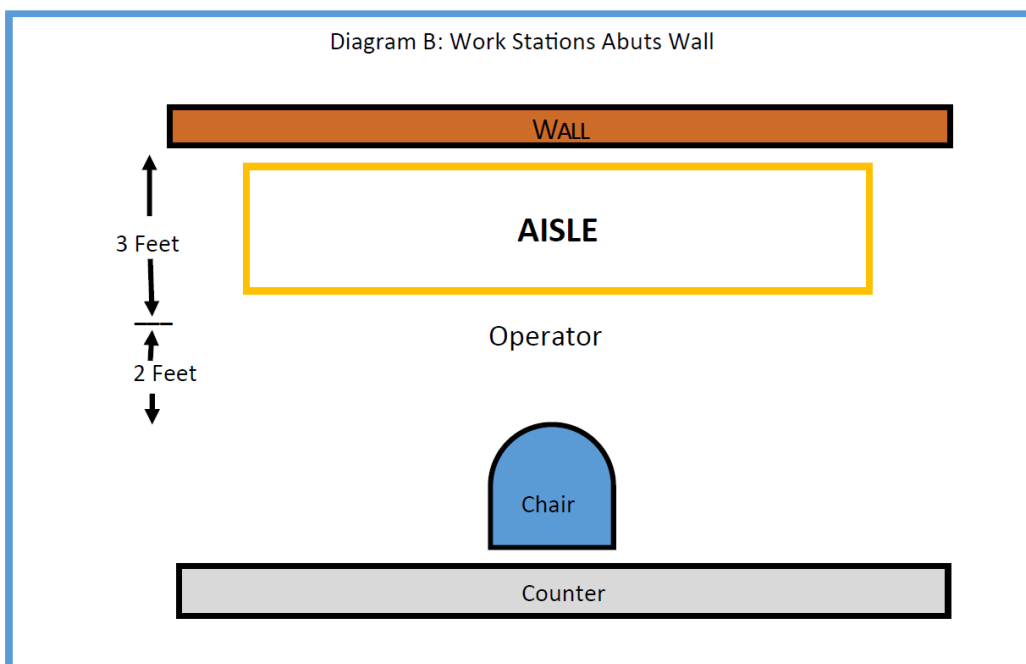 Diagram B: Work Stations Abuts Wall
WALL
AISLE
3 Feet
Operator
2 Feet
Chair
Counter